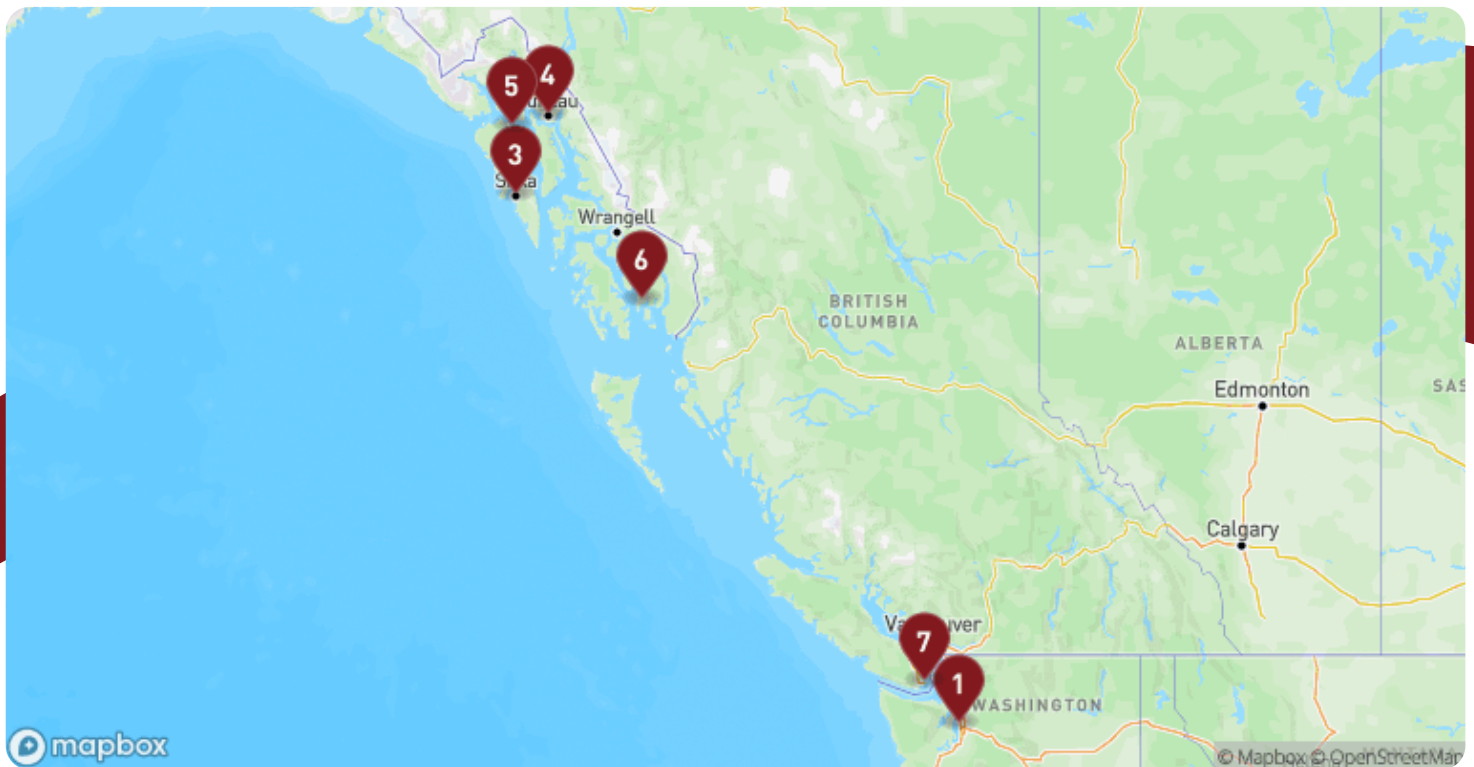 4
5
3
Wrangell
6
BRITISH
COLUMBIA
ALBERTA
Edmonton
Calgary
7
1
WASHINGTON
mapbox
© Mapbox © OpenStreetMap